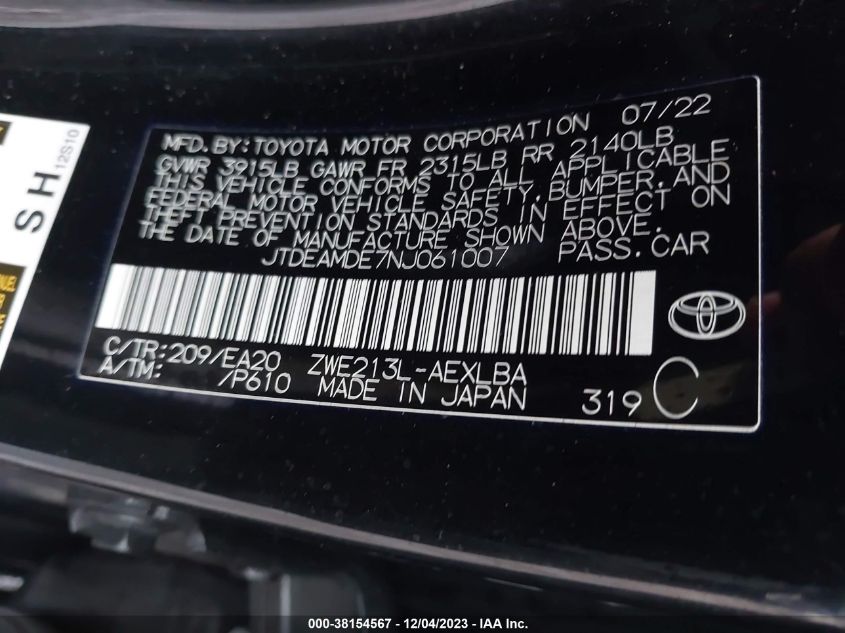 07/22
MFD.BY:TOYOTA MOTOR CORPORATION
GVWR 3915LB GAWR FR 2315LB RR 2140LB
THIS VEHICLE CONFORMS TO ALL APPLICABLE
FEDERAL MOTOR VEHICLE SAFETY,BUMPER,AND
THEFT PREVENTION STANDARDS IN EFFECT ON
THE DATE OF MANUFACTURE SHOWN ABOVE.
JTDEAMDE7NJ061007 PASS.CAR
C/TR:209/EA20 ZWE213L-AEXLBA
A/TM: /P610 MADE IN JAPAN 319 C
SH
12S10
000-38154567 - 12/04/2023 - IAA Inc.